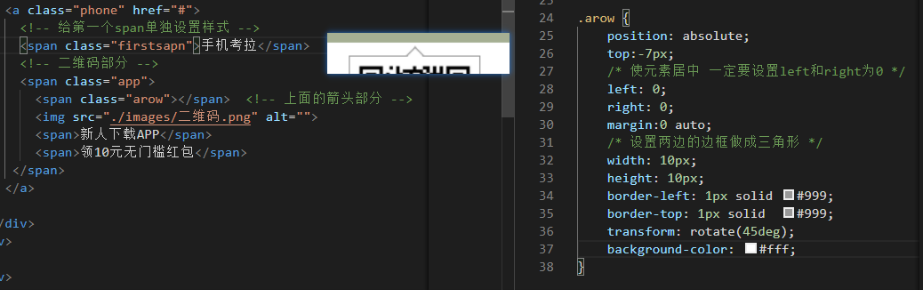 <a class="phone" href="#">
<!-- 给第一个span单独设置样式 -->
<span class="firstsapn">手机考拉</span>
<!-- 二维码部分 -->
<span class="app">
<span class="arow"></span> <!-- 上面的箭头部分 -->
<img src="./images/二维码.png" alt="">
<span>新人下载APP</span>
<span>领10元无门槛红包</span>
</span>
</a>
/div>
>
>
23
24 .arow {
25 position: absolute;
26 top:-7px;
27 /* 使元素居中 一定要设置left和right为0 */
28 left: 0;
29 right: 0;
30 margin:0 auto;
31 /* 设置两边的边框做成三角形 */
32 width: 10px;
33 height: 10px;
34 border-left: 1px solid #999;
35 border-top: 1px solid #999;
36 transform: rotate(45deg);
37 background-color: #fff;
38 }